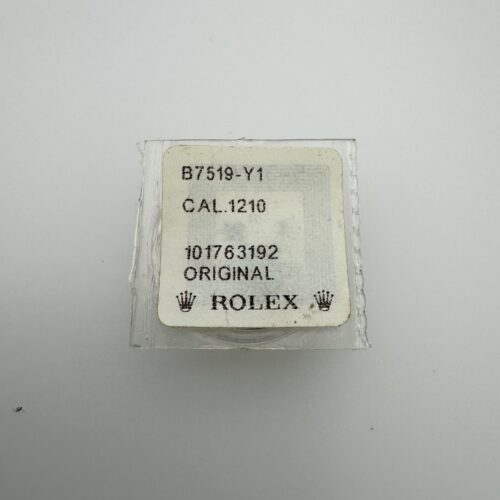 B7519-Y1
CAL.1210
101763192
ORIGINAL
ROLEX